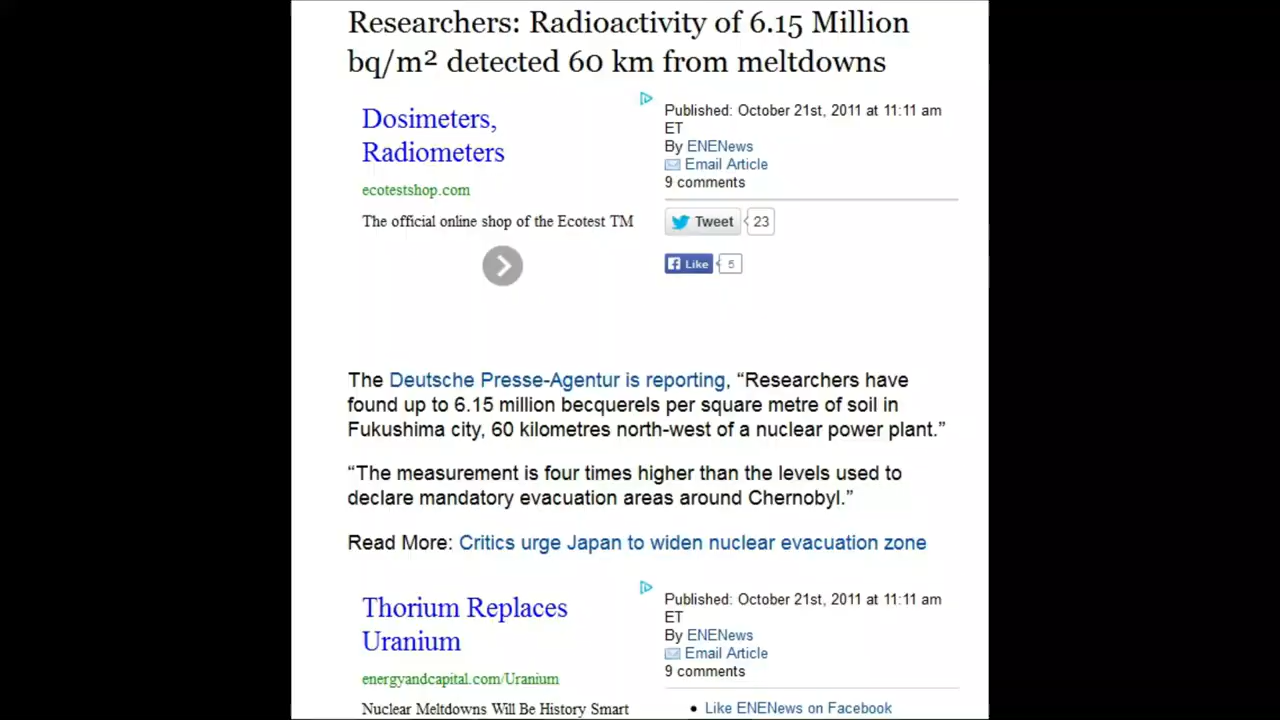 Researchers: Radioactivity of 6.15 Million
bq/m² detected 60 km from meltdowns
Dosimeters,
Radiometers
ecotestshop.com
The official online shop of the Ecotest TM
Published: October 21st, 2011 at 11:11 am
ET
By ENENews
Email Article
9 comments
Tweet 23
Like 5
The Deutsche Presse-Agentur is reporting, “Researchers have
found up to 6.15 million becquerels per square metre of soil in
Fukushima city, 60 kilometres north-west of a nuclear power plant.”
“The measurement is four times higher than the levels used to
declare mandatory evacuation areas around Chernobyl.”
Read More: Critics urge Japan to widen nuclear evacuation zone
Thorium Replaces
Uranium
energyandcapital.com/Uranium
Nuclear Meltdowns Will Be History Smart
Published: October 21st, 2011 at 11:11 am
ET
By ENENews
Email Article
9 comments
• Like ENENews on Facebook